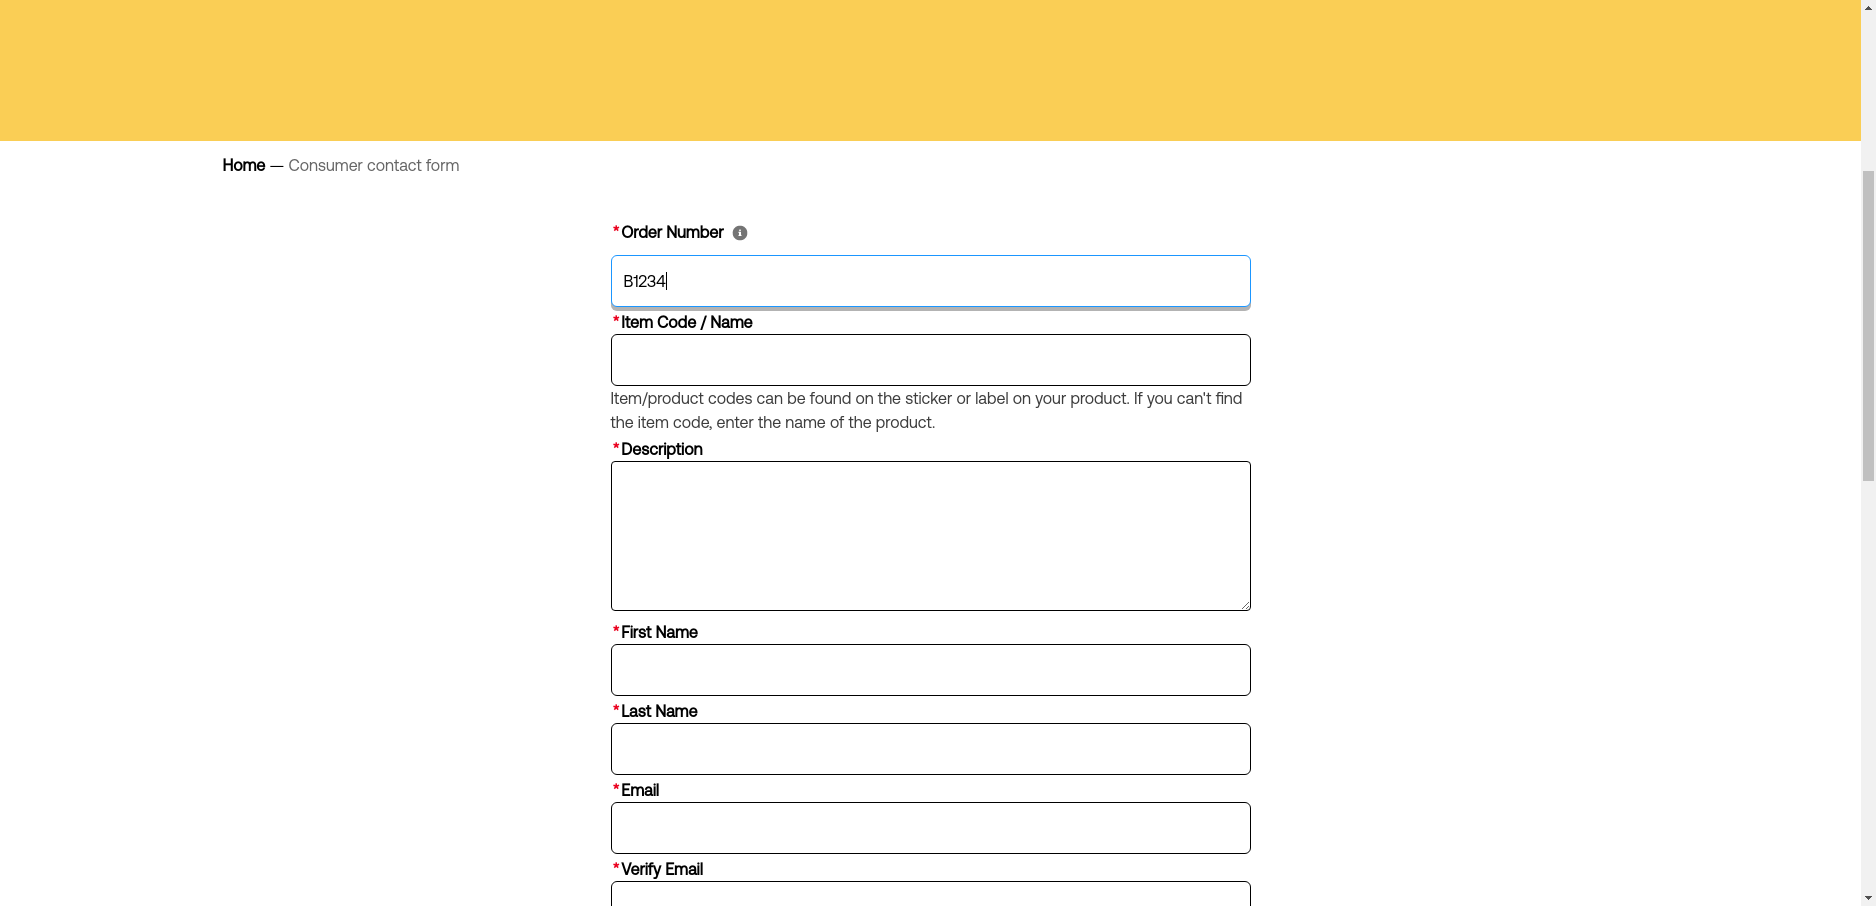 Home — Consumer contact form
*Order Number
B1234
*Item Code / Name
Item/product codes can be found on the sticker or label on your product. If you can't find
the item code, enter the name of the product.
*Description
*First Name
*Last Name
*Email
*Verify Email